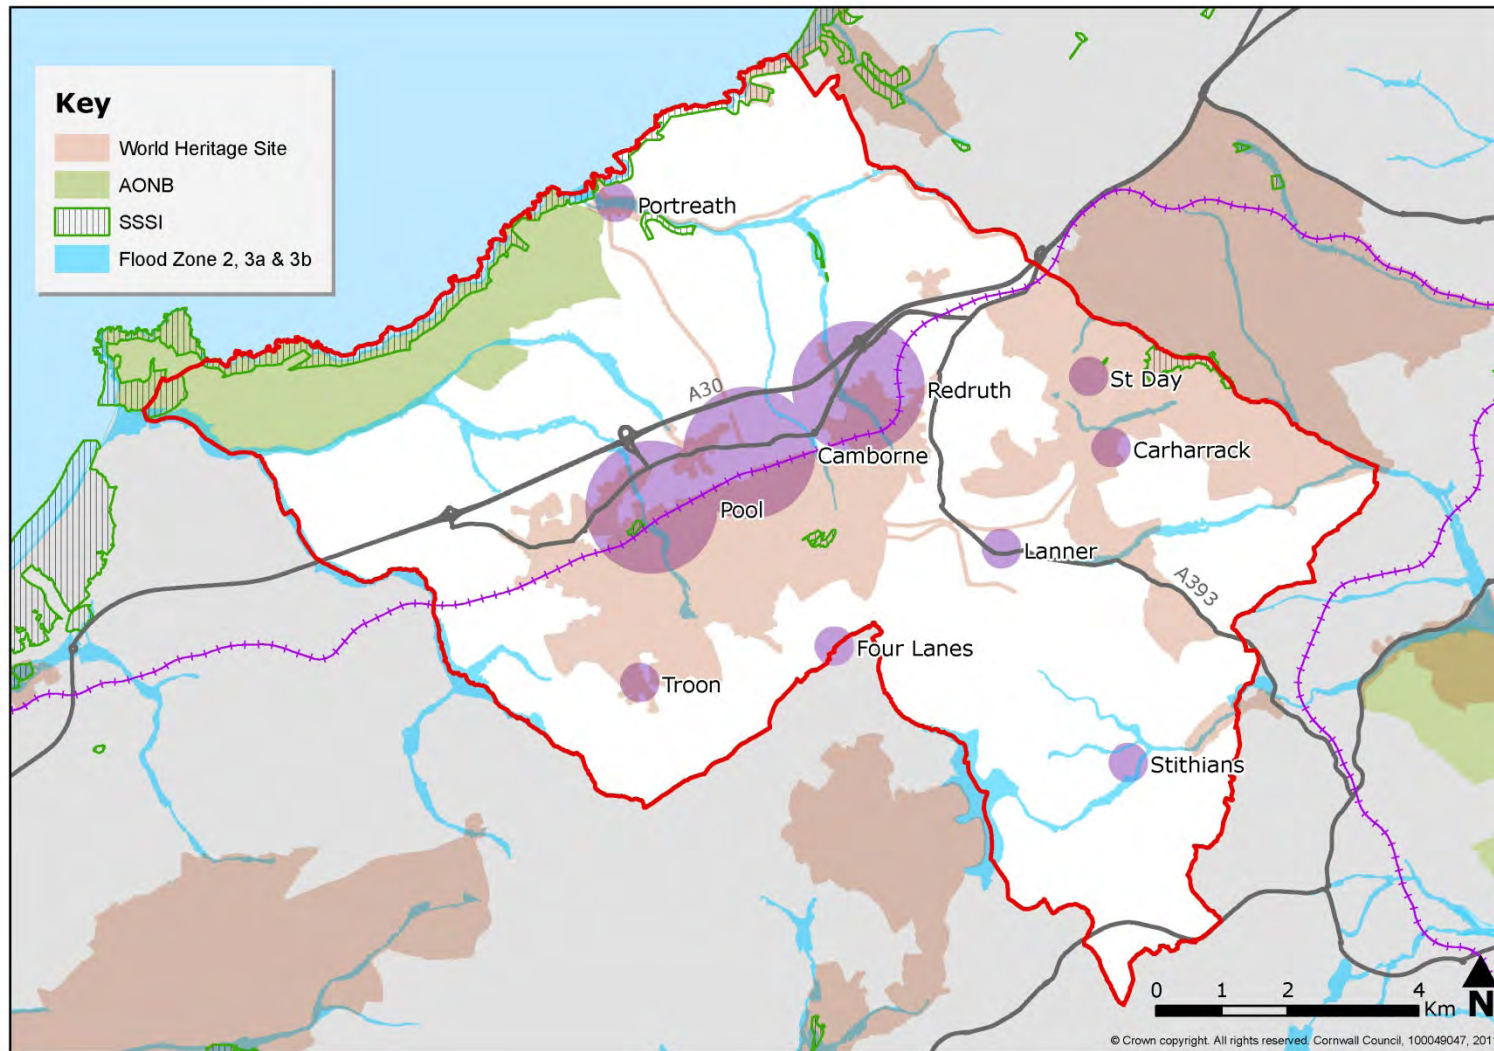 Key
World Heritage Site
AONB
SSSI
Flood Zone 2, 3a & 3b
Portreath
A30
Redruth
St Day
Camborne
Carharrack
Pool
Lanner
A393
Four Lanes
Troon
Stithians
0 1 2 4
Km
N
© Crown copyright. All rights reserved. Cornwall Council, 100049047, 201